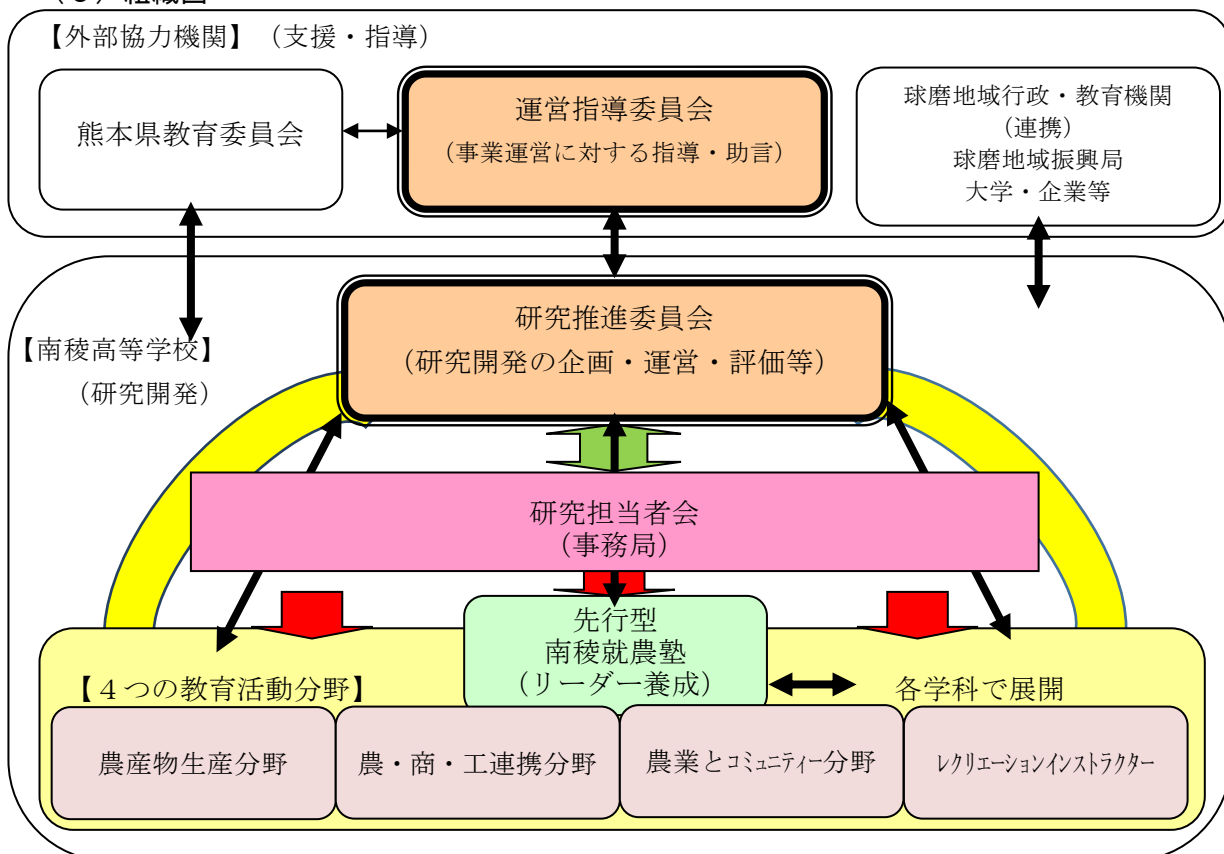 【外部協力機関】（支援・指導）
熊本県教育委員会
運営指導委員会
（事業運営に対する指導・助言）
球磨地域行政・教育機関
（連携）
球磨地域振興局
大学・企業等
【南稜高等学校】
（研究開発）
研究推進委員会
（研究開発の企画・運営・評価等）
研究担当者会
（事務局）
先行型
南稜就農塾
（リーダー養成）
【４つの教育活動分野】
各学科で展開
農産物生産分野
農・商・工連携分野
農業とｺﾐｭﾆﾃｨｰ分野
ﾚｸﾘｴｰｼｮﾝｲﾝｽﾄﾗｸﾀｰ